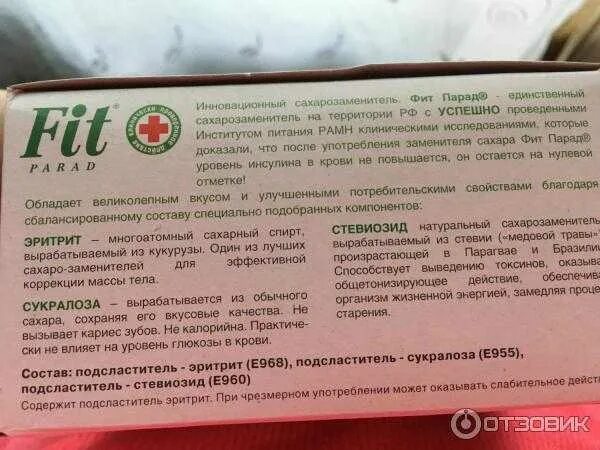 Fit®
PARAD
Инновационный сахарозаменитель. Фит Парад® - единственный
сахарозаменитель на территории РФ с УСПЕШНО проведенными
Институтом питания РАМН клиническими исследованиями, которые
доказали, что после употребления заменителя сахара Фит Парад®
уровень инсулина в крови не повышается, он остается на нулевой
отметке!
Обладает великолепным вкусом и улучшенными потребительскими свойствами благодаря
сбалансированному составу специально подобранных компонентов:
ЭРИТРИТ – многоатомный сахарный спирт,
вырабатываемый из кукурузы. Один из лучших
сахаро-заменителей для эффективной
коррекции массы тела.
СУКРАЛОЗА – вырабатывается из обычного
сахара, сохраняя его вкусовые качества. Не
вызывает кариес зубов. Не калорийна. Практиче-
ски не влияет на уровень глюкозы в крови.
СТЕВИОЗИД натуральный сахарозаменитель
вырабатываемый из стевии («медовой травы»
произрастающей в Парагвае и Бразилии
Способствует выведению токсинов, оказыва
общетонизирующее действие, обеспечива
организм жизненной энергией, замедляя проце
старения.
Состав: подсластитель - эритрит (Е968), подсластитель - сукралоза (Е955),
подсластитель - стевиозид (Е960)
Содержит подсластитель эритрит. При чрезмерном употреблении может оказывать слабительное дейст
ОТЗОВИК